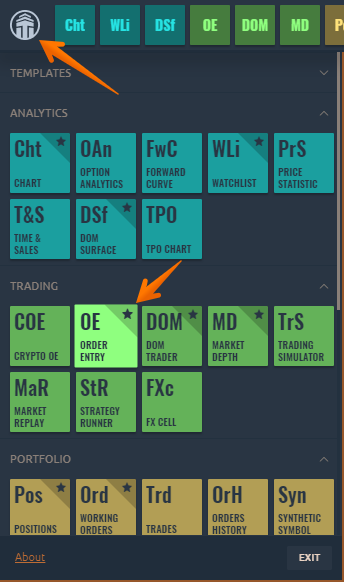 Cht WLi DSf OE DOM MD
TEMPLATES
ANALYTICS
Cht OAn FwC WLi PrS
CHART OPTION ANALYTICS FORWARD CURVE WATCHLIST PRICE STATISTIC
T&S DSf TPO
TIME & SALES DOM SURFACE TPO CHART
TRADING
COE OE DOM MD TrS
CRYPTO OE ORDER ENTRY DOM TRADER MARKET DEPTH TRADING SIMULATOR
MaR StR FXc
MARKET REPLAY STRATEGY RUNNER FX CELL
PORTFOLIO
Pos Ord Trd OrH Syn
POSITIONS WORKING ORDERS TRADES ORDERS HISTORY SYNTHETIC SYMBOL
About EXIT